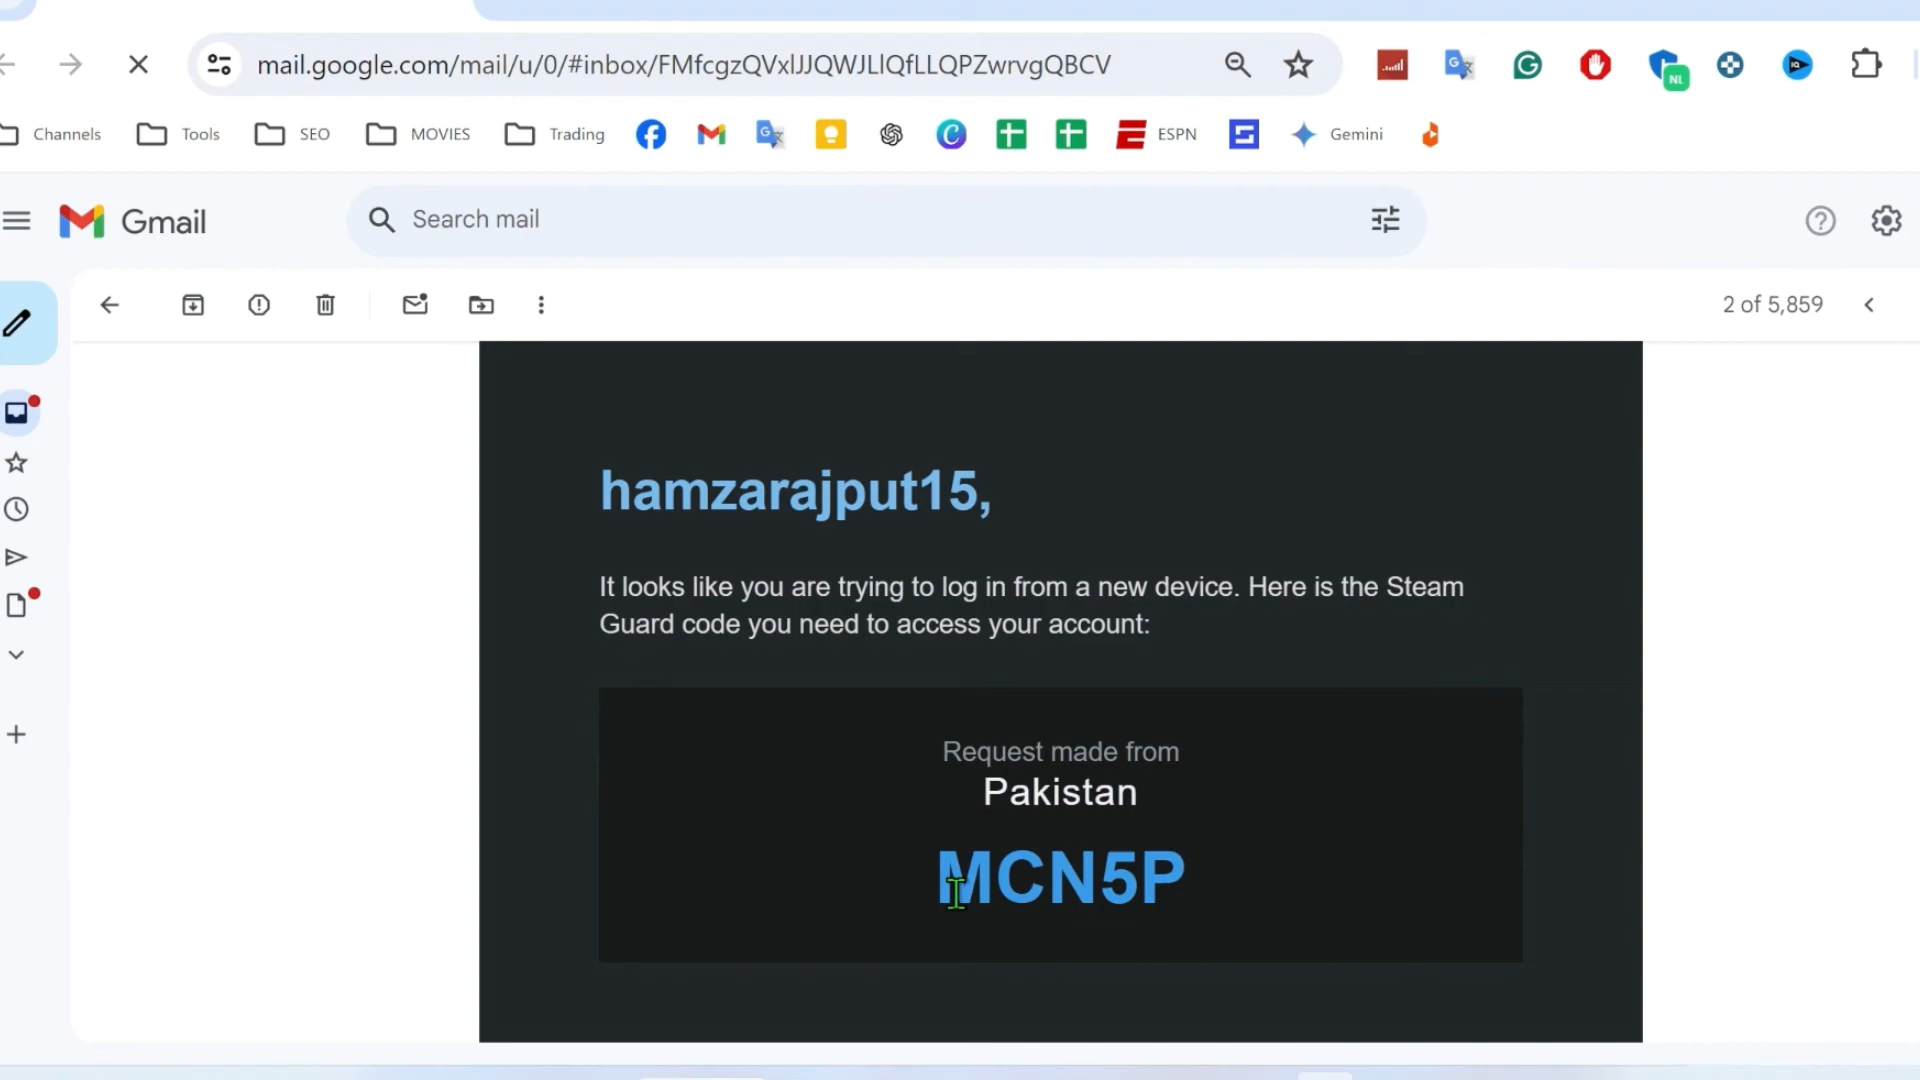 mail.google.com/mail/u/0/#inbox/FMfcgzQVxlJJQWJLlQfLLQPZwrvgQBCV
NL
Channels Tools SEO MOVIES Trading ESPN Gemini
Gmail Search mail
2 of 5,859
hamzarajput15,
It looks like you are trying to log in from a new device. Here is the Steam
Guard code you need to access your account:
Request made from
Pakistan
MCN5P